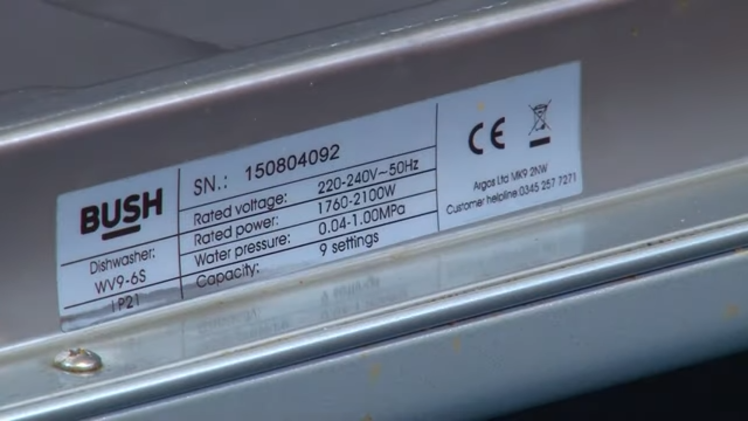 BUSH
Dishwasher:
WV9-6S
IP21
SN.: 150804092
Rated voltage: 220-240V~50Hz
Rated power: 1760-2100W
Water pressure: 0.04-1.00MPa
Capacity: 9 settings
CE
Argos Ltd MK9 2NW
Customer helpline: 0345 257 7271